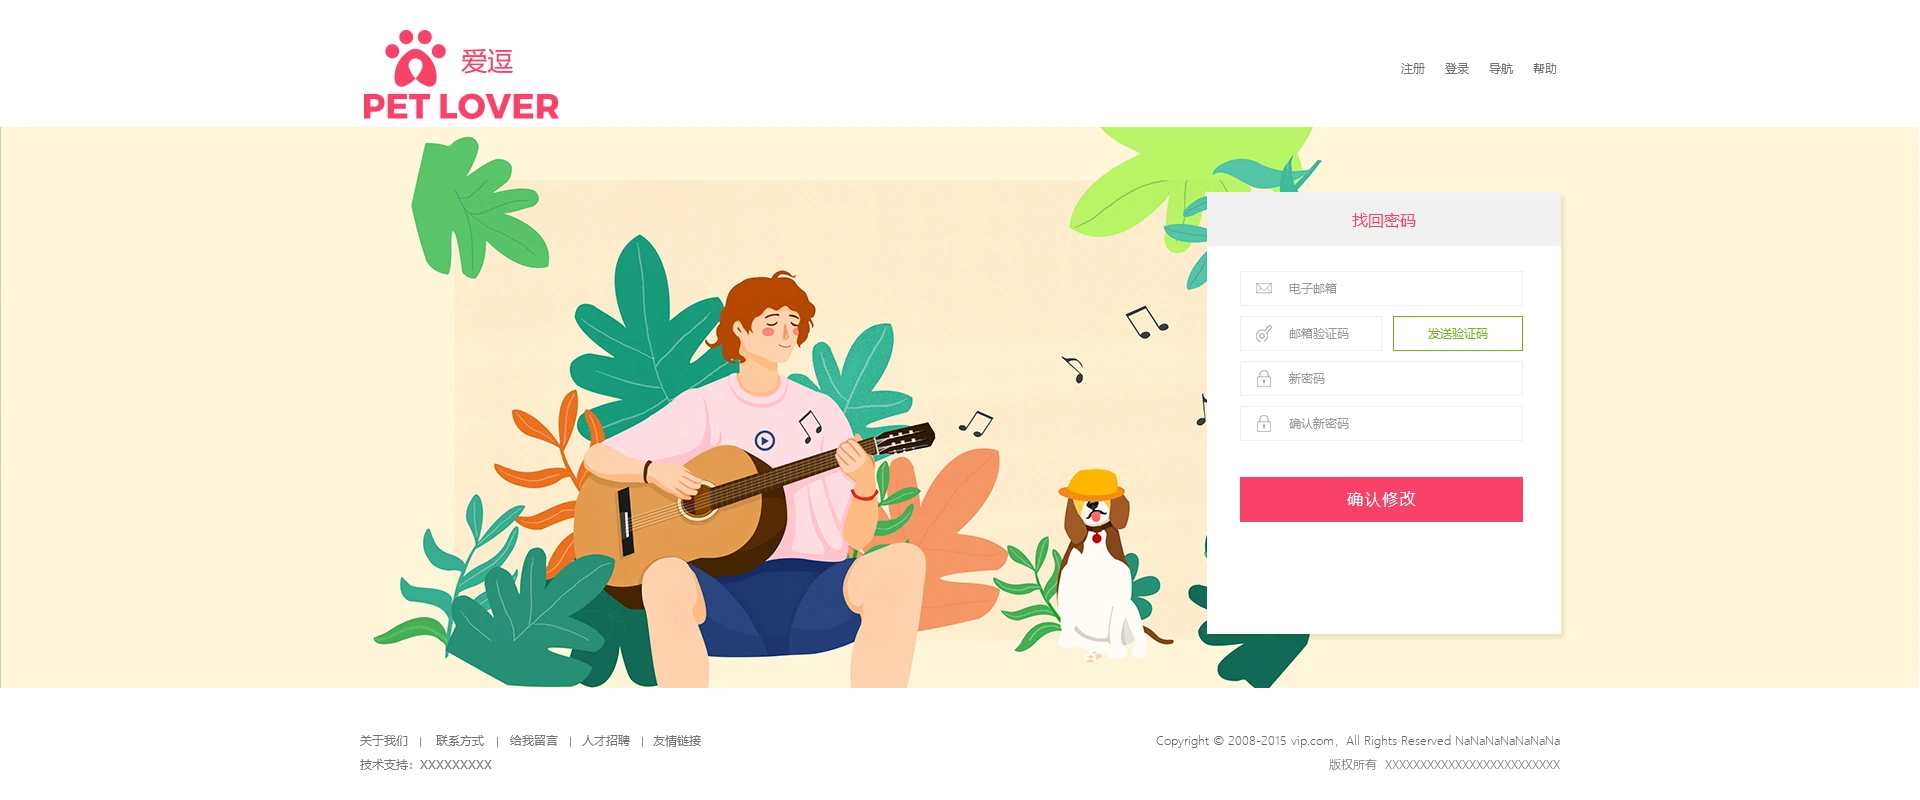 爱逗
PET LOVER
注册 登录 导航 帮助
找回密码
电子邮箱
邮箱验证码 发送验证码
新密码
确认新密码
确认修改
关于我们 | 联系方式 | 给我留言 | 人才招聘 | 友情链接
技术支持：XXXXXXXXX
Copyright © 2008-2015 vip.com，All Rights Reserved NaNaNaNaNaNaNa
版权所有 XXXXXXXXXXXXXXXXXXXXXXXXX